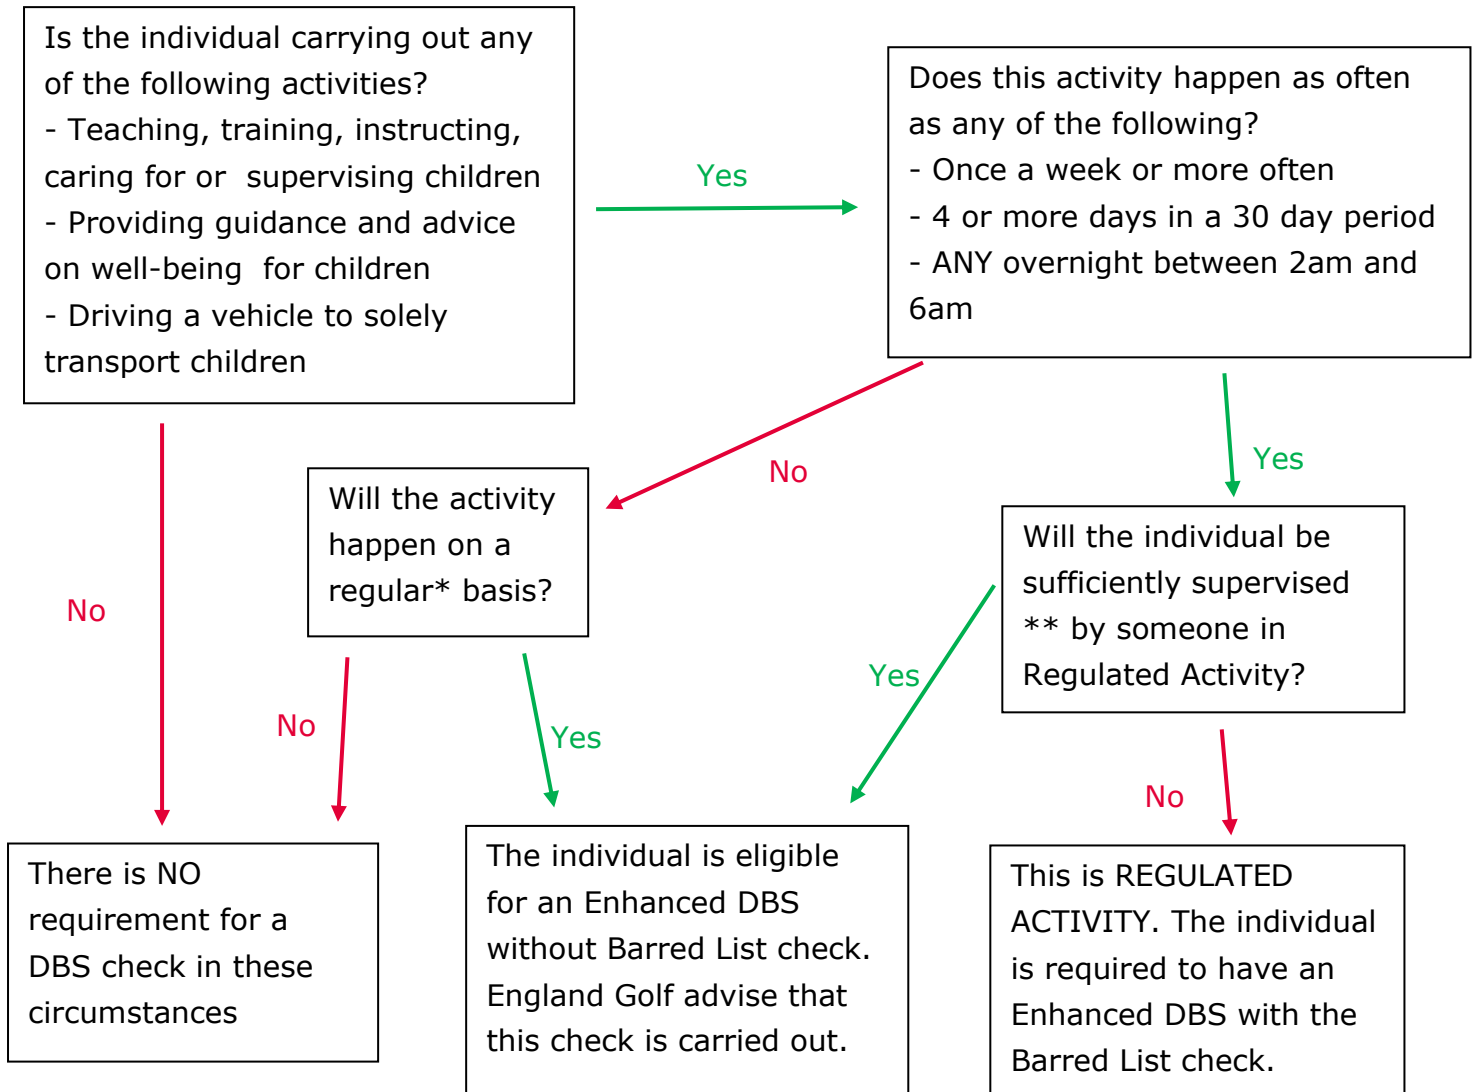 Is the individual carrying out any
of the following activities?
- Teaching, training, instructing,
caring for or  supervising children
- Providing guidance and advice
on well-being  for children
- Driving a vehicle to solely
transport children
Yes
Does this activity happen as often
as any of the following?
- Once a week or more often
- 4 or more days in a 30 day period
- ANY overnight between 2am and
6am
No
Yes
Will the activity
happen on a
regular* basis?
Will the individual be
sufficiently supervised
** by someone in
Regulated Activity?
No
No
Yes
Yes
No
There is NO
requirement for a
DBS check in these
circumstances
The individual is eligible
for an Enhanced DBS
without Barred List check.
England Golf advise that
this check is carried out.
This is REGULATED
ACTIVITY. The individual
is required to have an
Enhanced DBS with the
Barred List check.